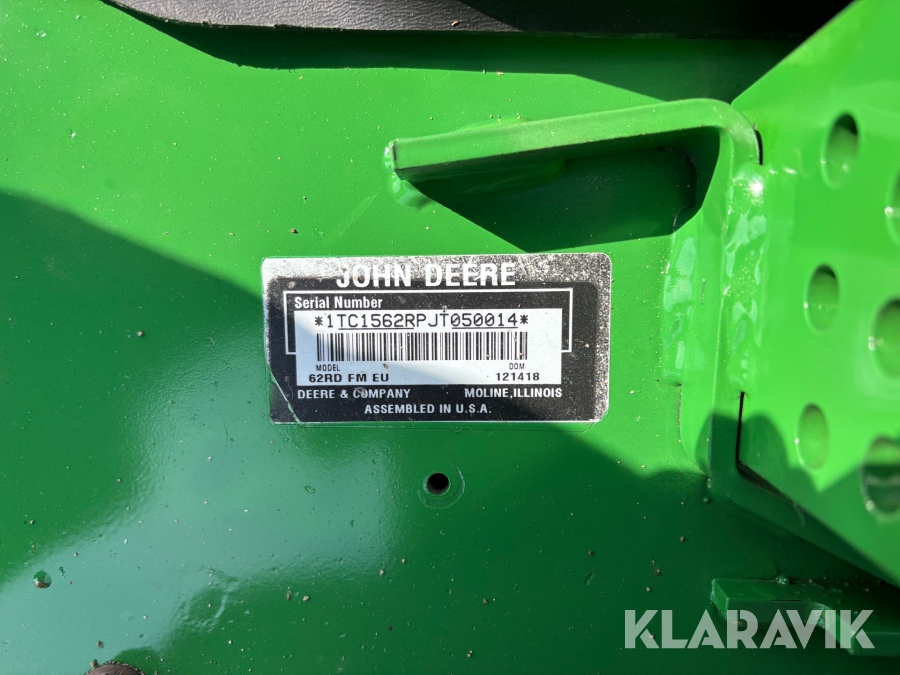 JOHN DEERE
Serial Number
*1TC1562RPJT050014*
MODEL DOM
62RD FM EU 121418
DEERE & COMPANY MOLINE, ILLINOIS
ASSEMBLED IN U.S.A.
KLARAVIK